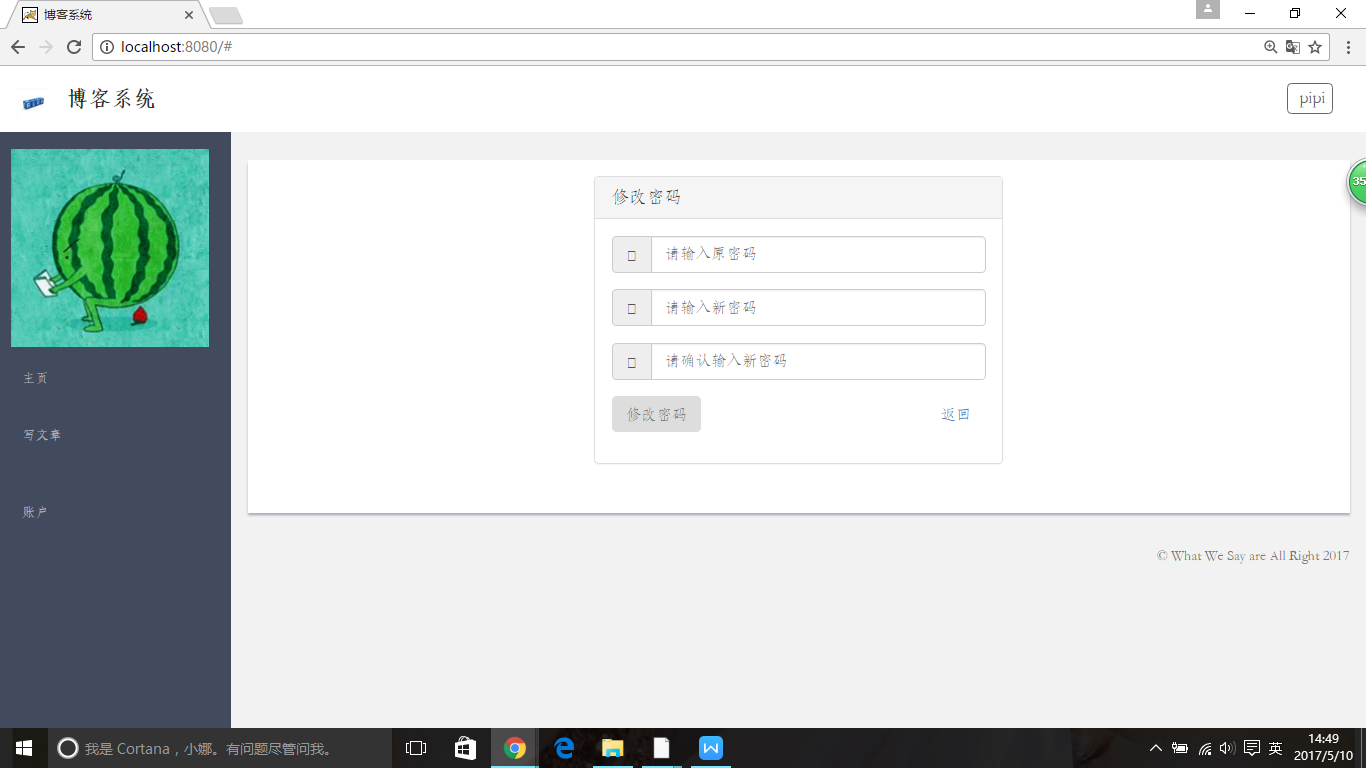 博客系统
localhost:8080/#
博客系统
pipi
主页
写文章
账户
修改密码
请输入原密码
请输入新密码
请确认输入新密码
修改密码
返回
© What We Say are All Right 2017
35
我是 Cortana，小娜。有问题尽管问我。
英
14:49
2017/5/10